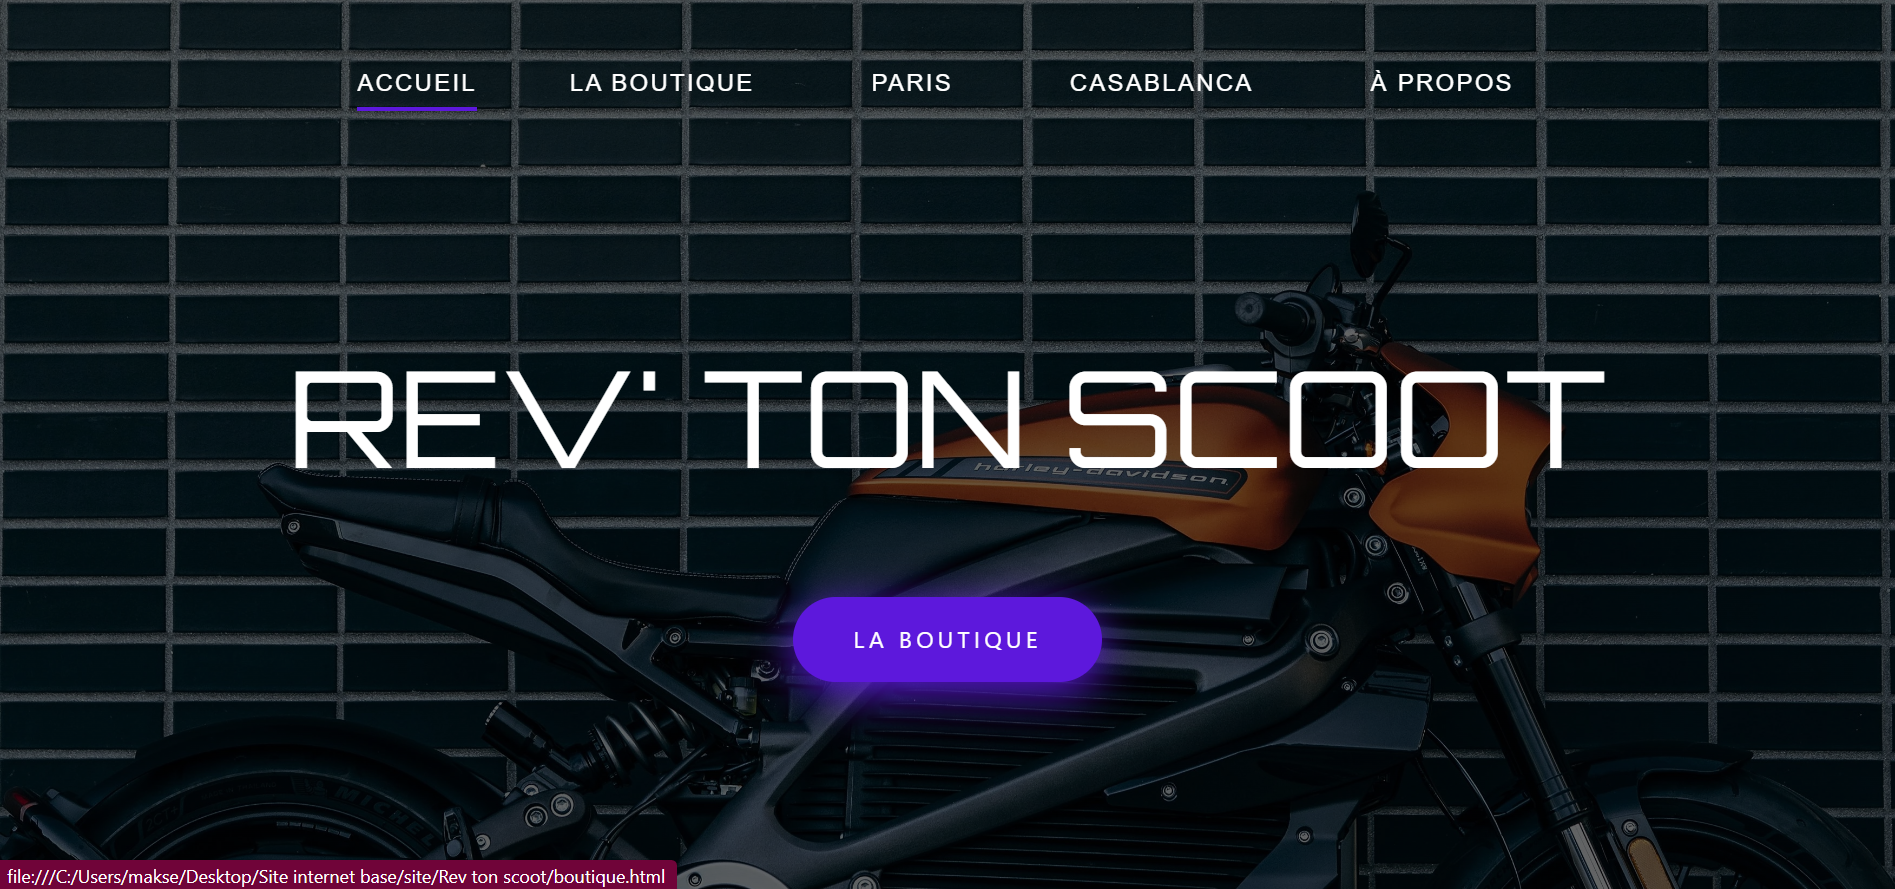 ACCUEIL LA BOUTIQUE PARIS CASABLANCA À PROPOS
REV' TON SCOOT
harley-davidson
LA BOUTIQUE
MICHEL
file:///C:/Users/makse/Desktop/Site internet base/site/Rev ton scoot/boutique.html